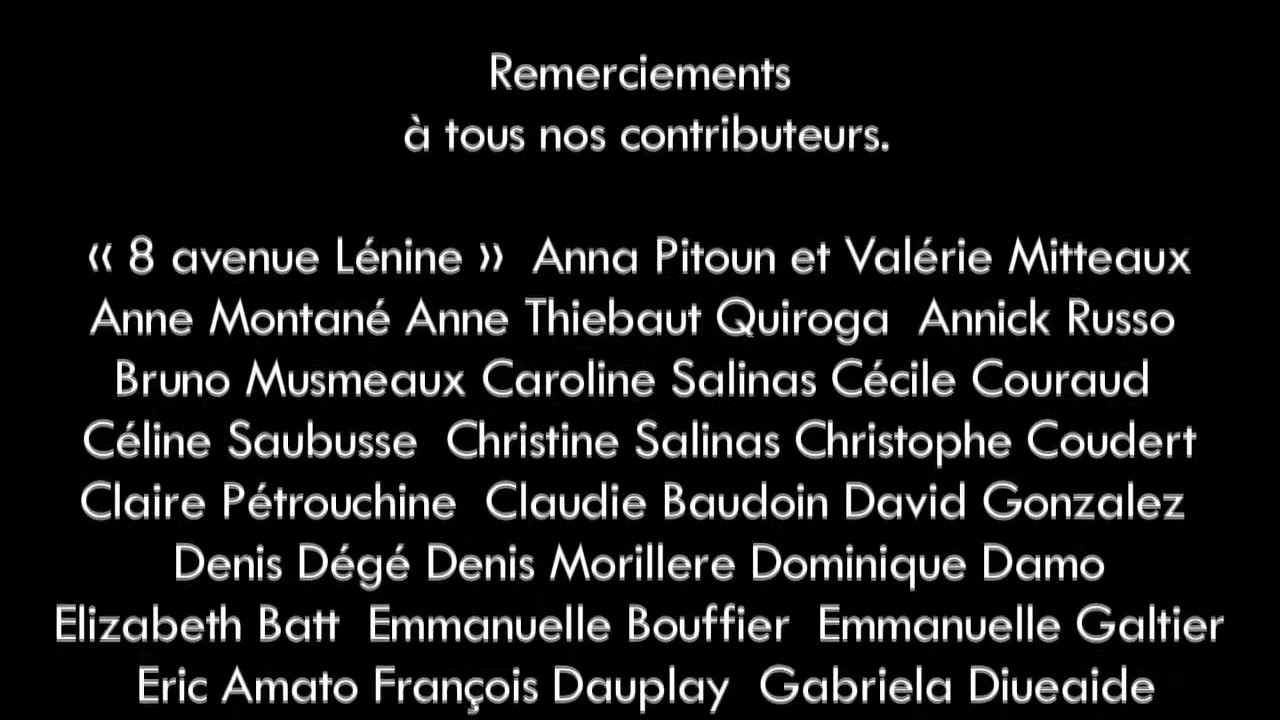 Remerciements
à tous nos contributeurs.
« 8 avenue Lénine »  Anna Pitoun et Valérie Mitteaux
Anne Montané Anne Thiebaut Quiroga  Annick Russo
Bruno Musmeaux Caroline Salinas Cécile Couraud
Céline Saubusse  Christine Salinas Christophe Coudert
Claire Pétrouchine  Claudie Baudoin David Gonzalez
Denis Dégé Denis Morillere Dominique Damo
Elizabeth Batt  Emmanuelle Bouffier  Emmanuelle Galtier
Eric Amato François Dauplay  Gabriela Diueaide